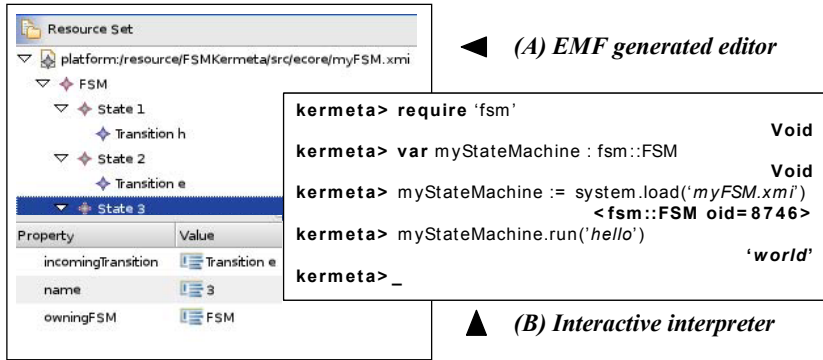 Resource Set
platform:/resource/FSMKermeta/src/ecore/myFSM.xmi
FSM
State 1
Transition h
State 2
Transition e
State 3
Property Value
incomingTransition Transition e
name 3
owningFSM FSM
(A) EMF generated editor
kermeta> require ‘fsm’
Void
kermeta> var myStateMachine : fsm::FSM
Void
kermeta> myStateMachine := system.load(‘myFSM.xmi’)
<fsm::FSM oid=8746>
kermeta> myStateMachine.run(‘hello’)
‘world’
kermeta>_
(B) Interactive interpreter